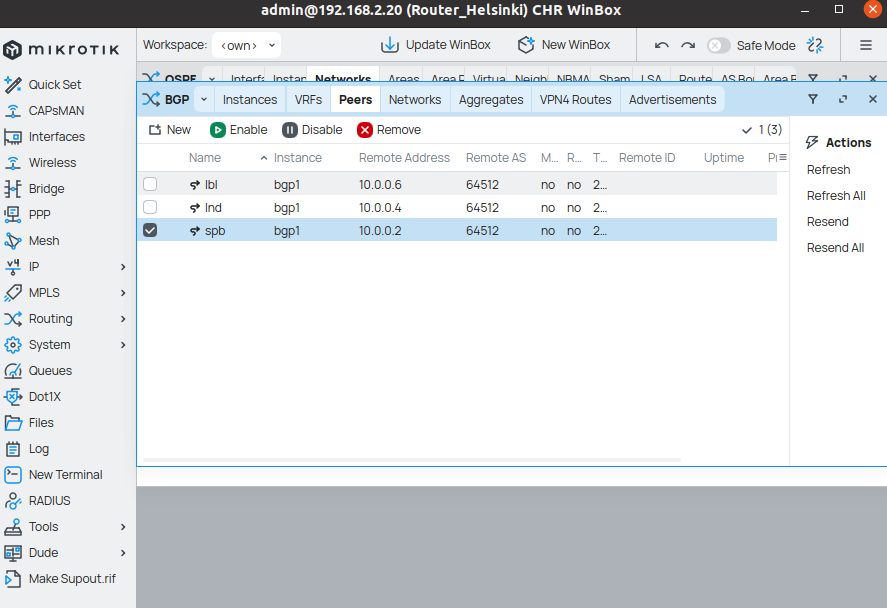 admin@192.168.2.20 (Router_Helsinki) CHR WinBox
MikroTik
Workspace: <own> Update WinBox New WinBox Safe Mode
OSPF Interfa Instan Networks Areas Area R Virtua Neigh NBMA Sham LSA Route AS Bo Area B
BGP Instances VRFs Peers Networks Aggregates VPN4 Routes Advertisements
New Enable Disable Remove 1 (3)
Name Instance Remote Address Remote AS M... R... T... Remote ID Uptime
lbl bgp1 10.0.0.6 64512 no no 2...
lnd bgp1 10.0.0.4 64512 no no 2...
spb bgp1 10.0.0.2 64512 no no 2...
Actions
Refresh
Refresh All
Resend
Resend All
Quick Set
CAPsMAN
Interfaces
Wireless
Bridge
PPP
Mesh
IP
MPLS
Routing
System
Queues
Dot1X
Files
Log
New Terminal
RADIUS
Tools
Dude
Make Supout.rif